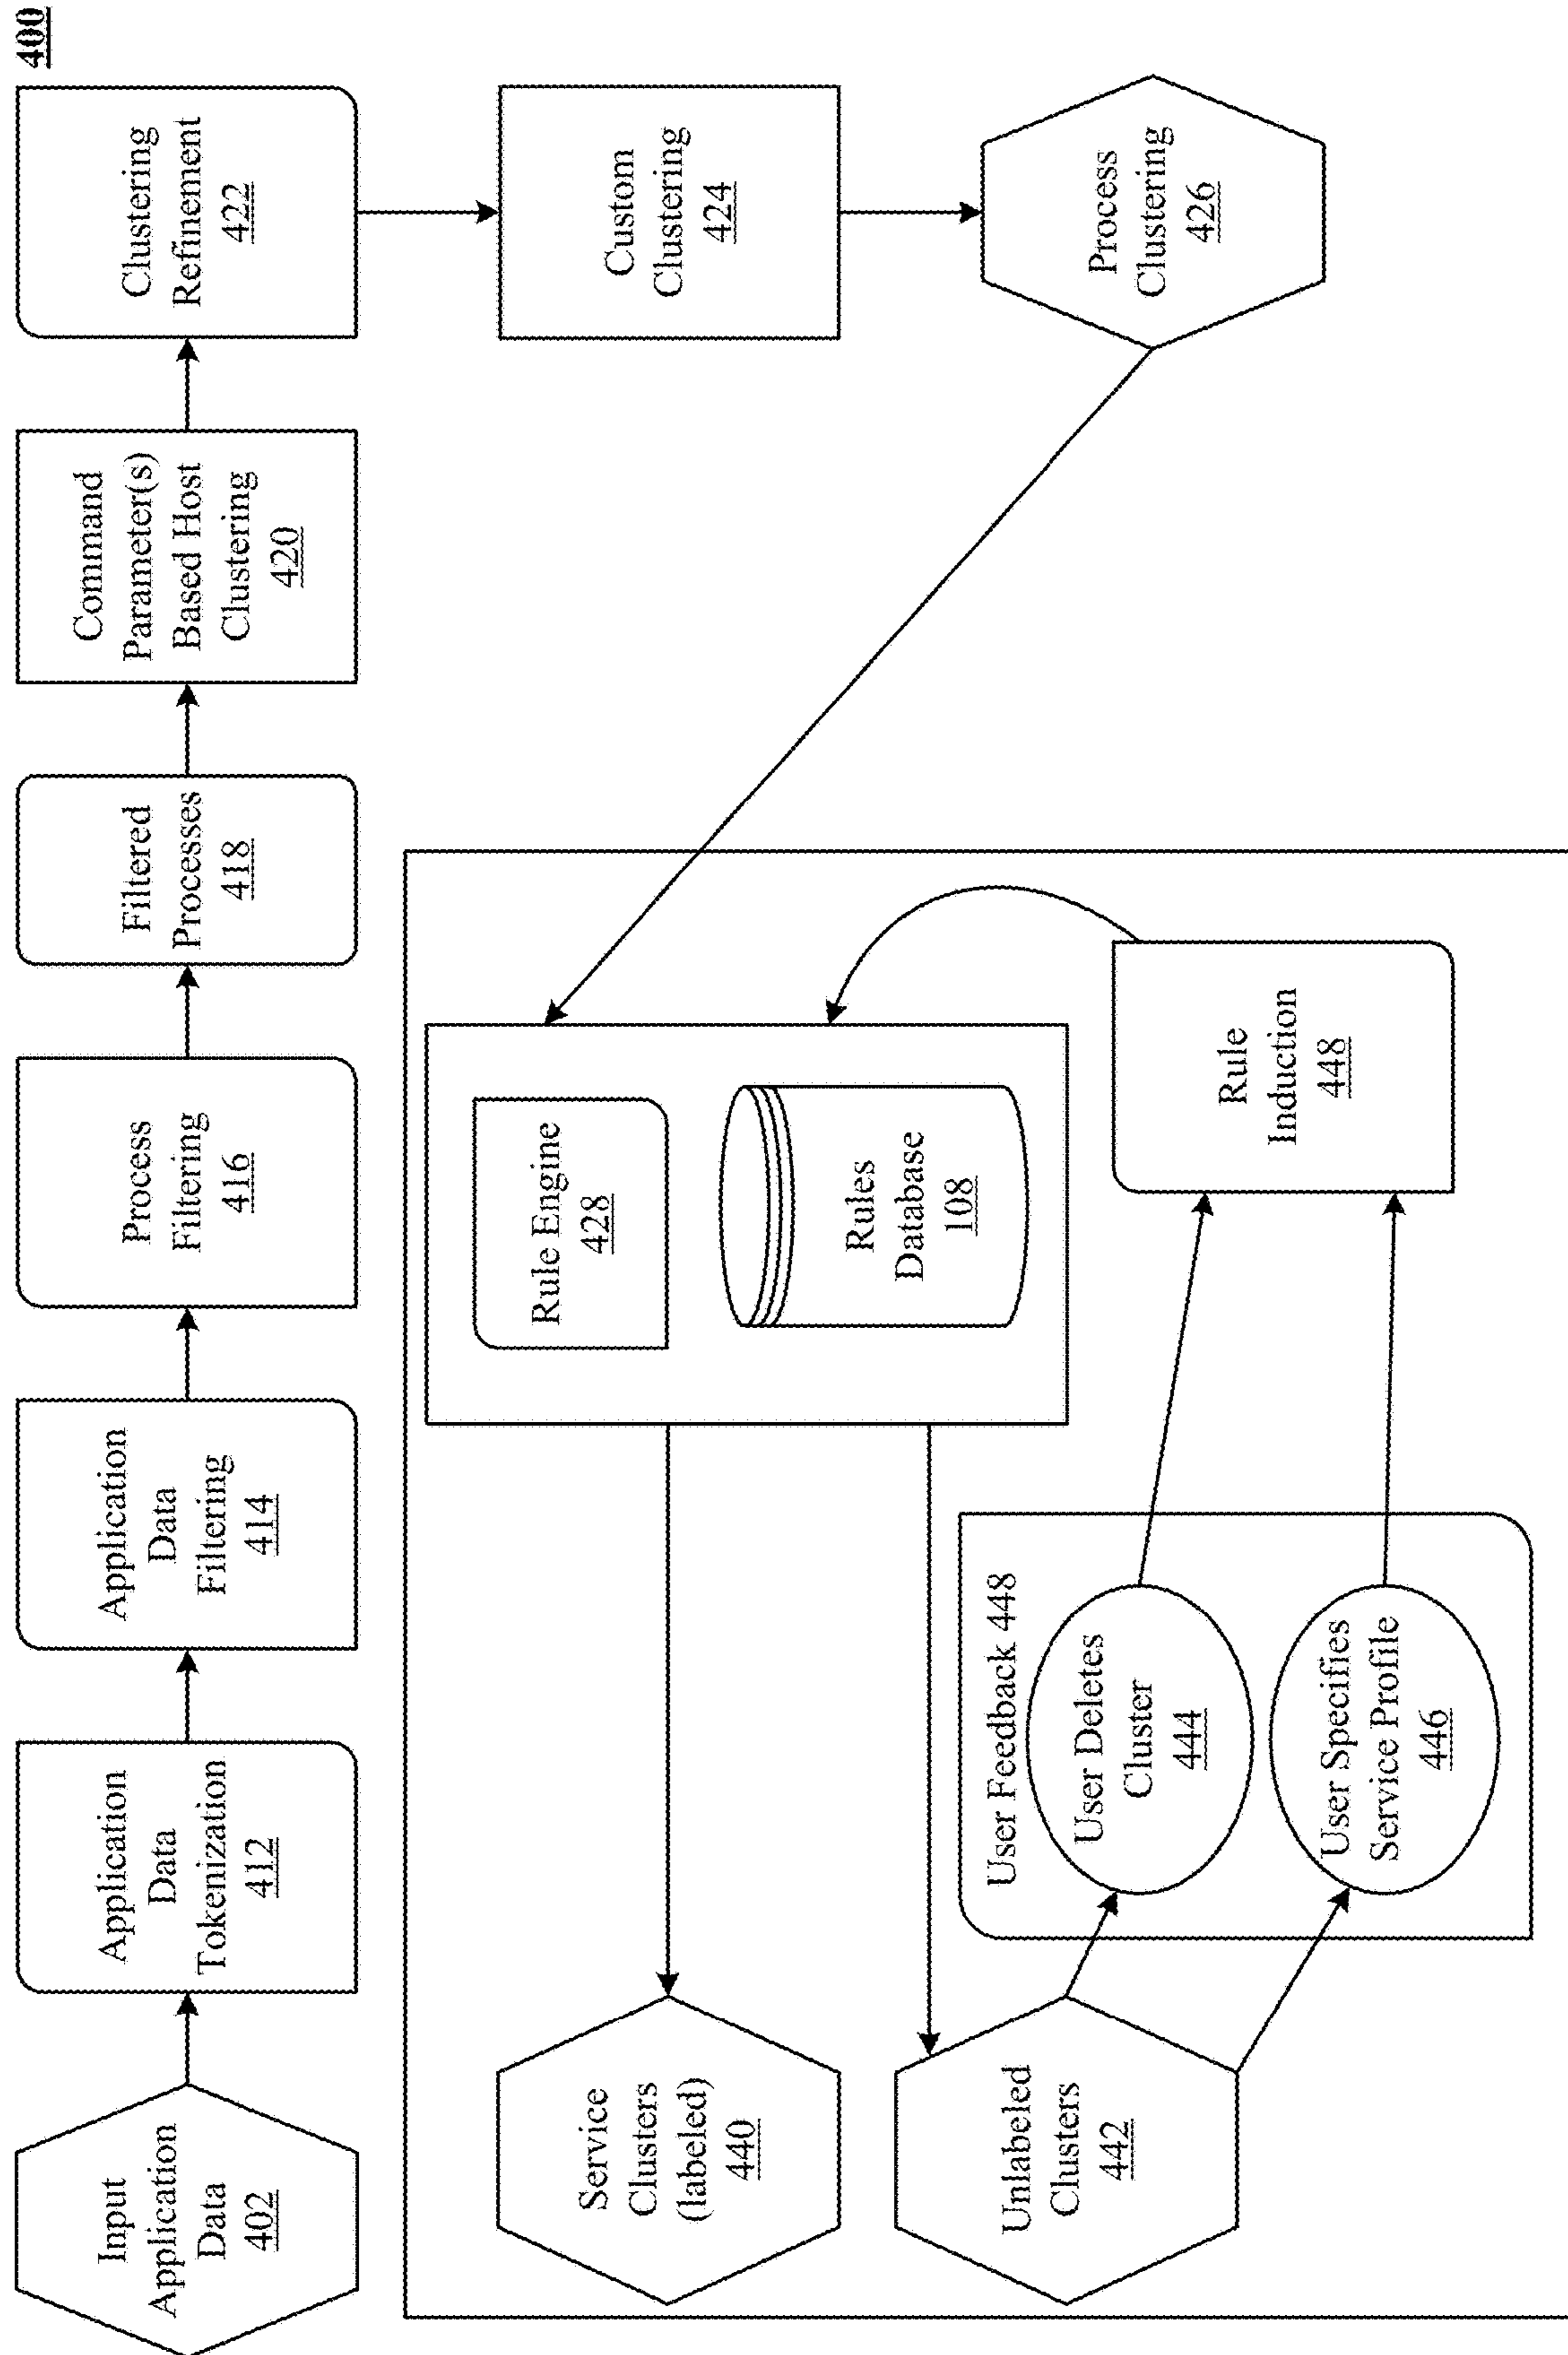 400
Input
Application
Data
402
Application
Data
Tokenization
412
Application
Data
Filtering
414
Process
Filtering
416
Filtered
Processes
418
Command
Parameter(s)
Based Host
Clustering
420
Clustering
Refinement
422
Custom
Clustering
424
Process
Clustering
426
Rule Engine
428
Rules
Database
108
Service
Clusters
(labeled)
440
Unlabeled
Clusters
442
User Feedback 448
User Deletes
Cluster
444
User Specifies
Service Profile
446
Rule
Induction
448